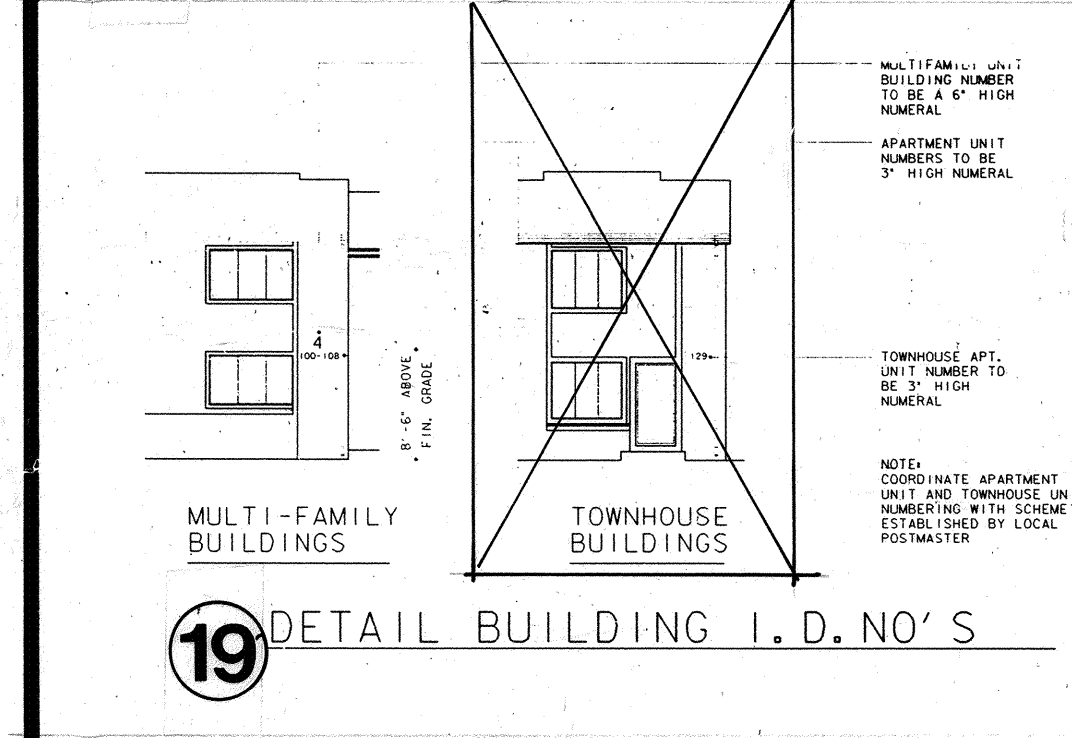 MULTIFAMILY UNIT
BUILDING NUMBER
TO BE A 6" HIGH
NUMERAL
APARTMENT UNIT
NUMBERS TO BE
3" HIGH NUMERAL
4
100-108
8'-6" ABOVE
FIN. GRADE
129
TOWNHOUSE APT.
UNIT NUMBER TO
BE 3" HIGH
NUMERAL
NOTE:
COORDINATE APARTMENT
UNIT AND TOWNHOUSE UN
NUMBERING WITH SCHEME
ESTABLISHED BY LOCAL
POSTMASTER
MULTI-FAMILY
BUILDINGS
TOWNHOUSE
BUILDINGS
19 DETAIL BUILDING I.D. NO'S